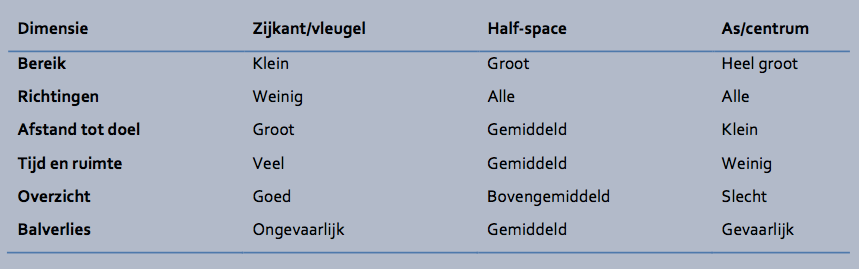 Dimensie Zijkant/vleugel Half-space As/centrum
Bereik Klein Groot Heel groot
Richtingen Weinig Alle Alle
Afstand tot doel Groot Gemiddeld Klein
Tijd en ruimte Veel Gemiddeld Weinig
Overzicht Goed Bovengemiddeld Slecht
Balverlies Ongevaarlijk Gemiddeld Gevaarlijk